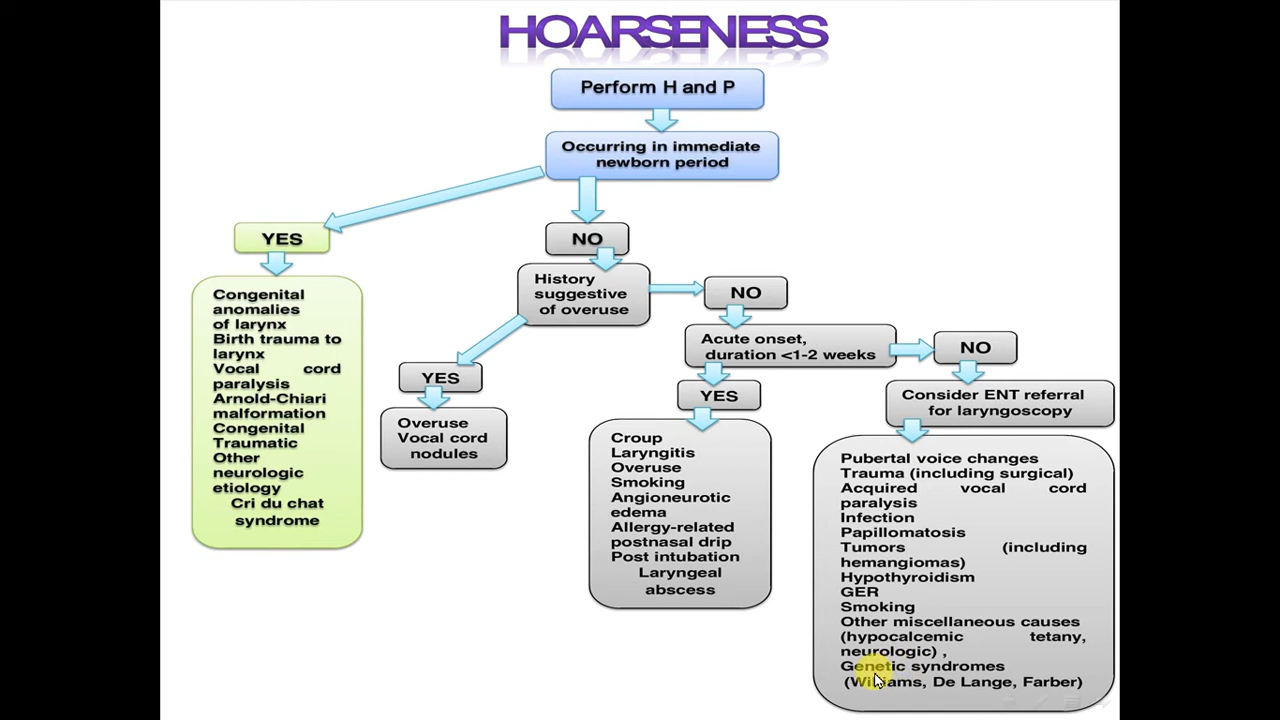 HOARSENESS
Perform H and P
Occurring in immediate
newborn period
YES
Congenital
anomalies
of larynx
Birth trauma to
larynx
Vocal cord
paralysis
Arnold-Chiari
malformation
Congenital
Traumatic
Other
neurologic
etiology
Cri du chat
syndrome
NO
History
suggestive
of overuse
YES
Overuse
Vocal cord
nodules
NO
Acute onset,
duration <1-2 weeks
YES
Croup
Laryngitis
Overuse
Smoking
Angioneurotic
edema
Allergy-related
postnasal drip
Post intubation
Laryngeal
abscess
NO
Consider ENT referral
for laryngoscopy
Pubertal voice changes
Trauma (including surgical)
Acquired vocal cord
paralysis
Infection
Papillomatosis
Tumors (including
hemangiomas)
Hypothyroidism
GER
Smoking
Other miscellaneous causes
(hypocalcemic tetany,
neurologic) ,
Genetic syndromes
(Williams, De Lange, Farber)